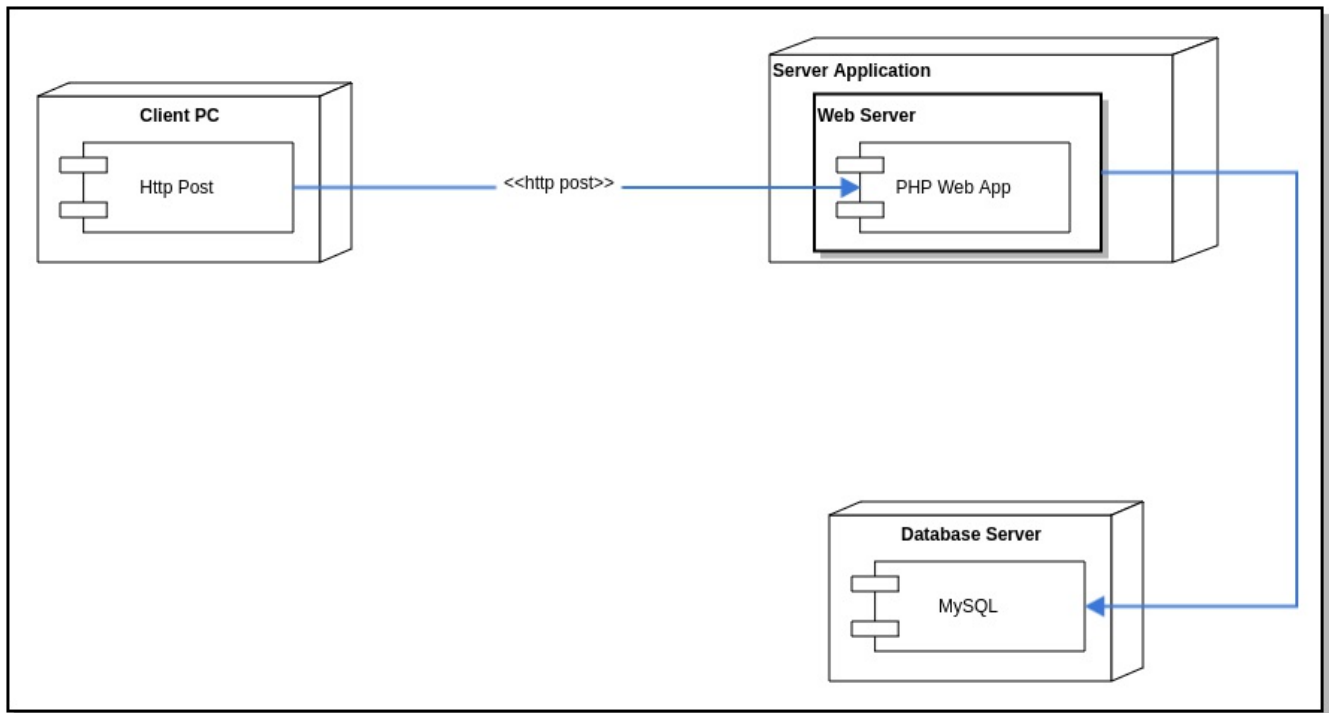 Client PC
Http Post
<<http post>>
Server Application
Web Server
PHP Web App
Database Server
MySQL